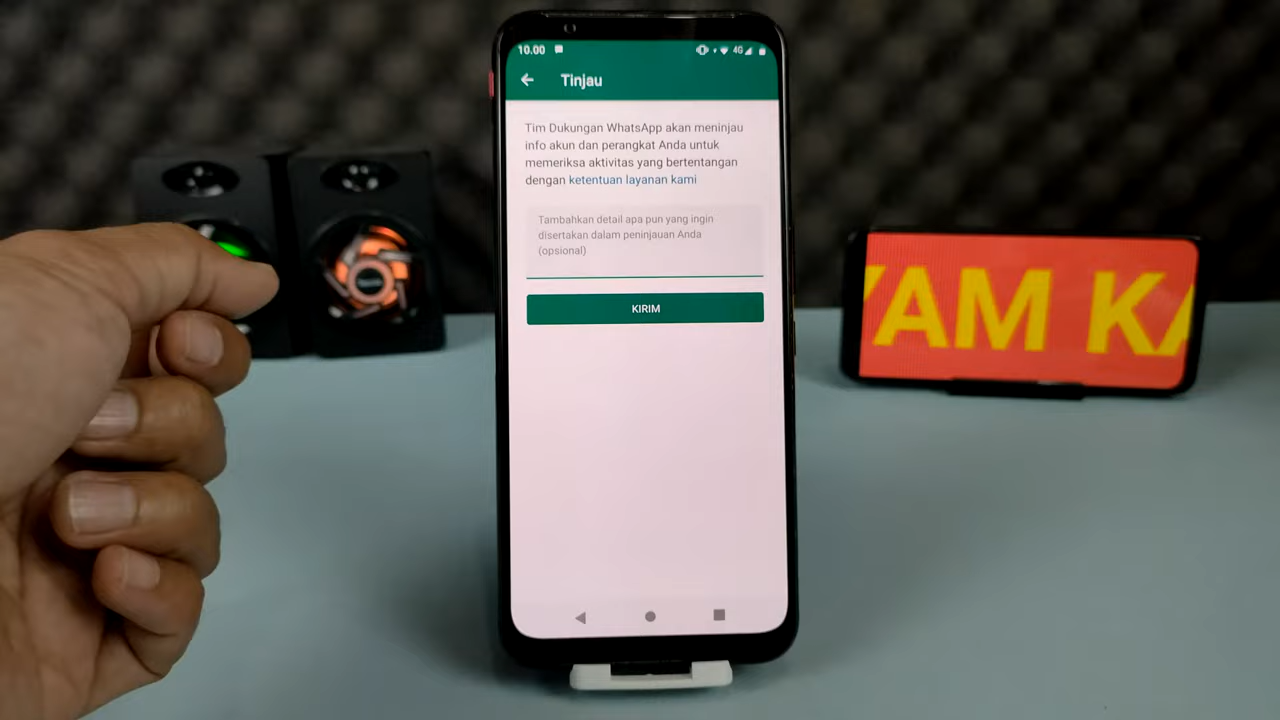 10.00
4G
Tinjau
Tim Dukungan WhatsApp akan meninjau
info akun dan perangkat Anda untuk
memeriksa aktivitas yang bertentangan
dengan ketentuan layanan kami
Tambahkan detail apa pun yang ingin
disertakan dalam peninjauan Anda
(opsional)
KIRIM
YAM KA